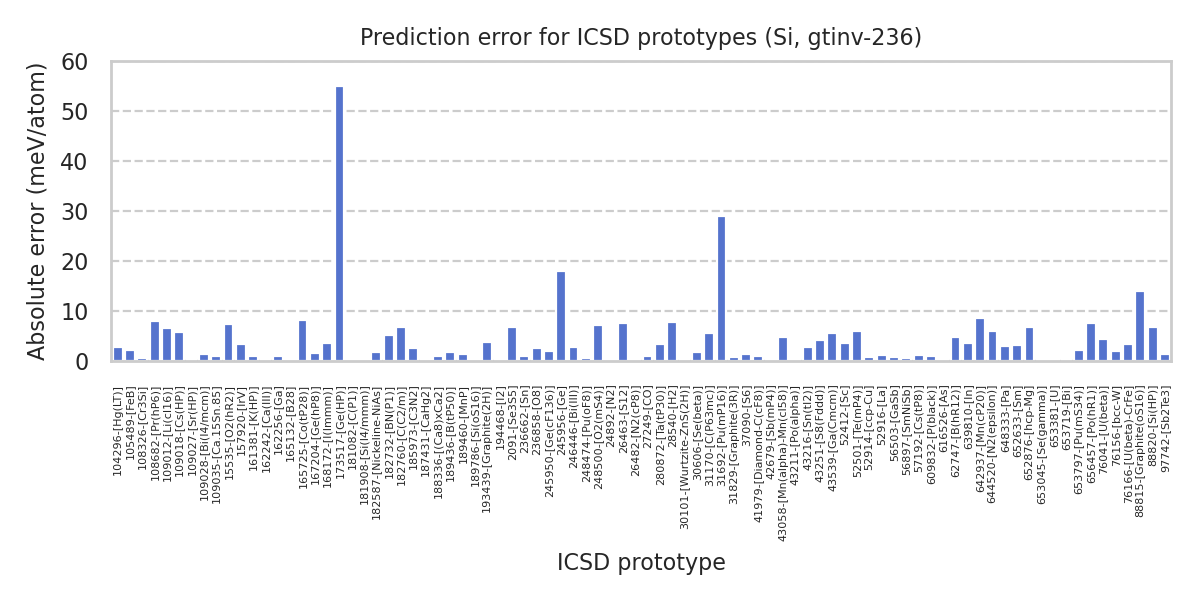 Prediction error for ICSD prototypes (Si, gtinv-236)
Absolute error (meV/atom)
60
50
40
30
20
10
0
104296-[Hg(LT)]
105489-[FeB]
108326-[Cr3Si]
108682-[Pr(hP6)]
109012-[Li(cI16)]
109018-[Cs(HP)]
109027-[Sr(HP)]
109028-[Bi(I4/mcm)]
109035-[Ca.15Sn.85]
15535-[O2(hR2)]
157920-[IrV]
161381-[K(HP)]
162242-[Ca(III)]
162256-[Ga]
165132-[B28]
165725-[Co(tP28)]
167204-[Ge(hP8)]
168172-[I(Immm)]
173517-[Ge(HP)]
181082-[C(P1)]
181908-[Si(I4/mmm)]
182587-[Nickeline-NiAs]
182732-[BN(P1)]
182760-[C(C2/m)]
185973-[C3N2]
187431-[CaHg2]
188336-[(Ca8)xCa2]
189436-[B(tP50)]
189460-[MnP]
189786-[Si(oS16)]
193439-[Graphite(2H)]
194468-[I2]
2091-[Se3S5]
236662-[Sn]
236858-[O8]
245950-[Ge(cF136)]
245956-[Ge]
246446-[Bi(III)]
248474-[Pu(oF8)]
248500-[O2(mS4)]
24892-[N2]
26463-[S12]
26482-[N2(cP8)]
27249-[CO]
280872-[Ta(tP30)]
28540-[H2]
30101-[Wurtzite-ZnS(2H)]
30606-[Se(beta)]
31170-[C(P63mc)]
31692-[Pu(mP16)]
31829-[Graphite(3R)]
37090-[S6]
41979-[Diamond-C(cF8)]
42679-[Sb(mP4)]
43058-[Mn(alpha)-Mn(cI58)]
43211-[Po(alpha)]
43216-[Sn(tI2)]
43251-[S8(Fddd)]
43539-[Ga(Cmcm)]
52412-[Sc]
52501-[Te(mP4)]
52914-[fcc-Cu]
52916-[La]
56503-[GaSb]
56897-[SmNiSb]
57192-[Cs(tP8)]
609832-[P(black)]
616526-[As]
62747-[B(hR12)]
639810-[In]
642937-[Mn(cP20)]
644520-[N2(epsilon)]
648333-[Pa]
652633-[Sm]
652876-[hcp-Mg]
653045-[Se(gamma)]
653381-[U]
653719-[Bi]
653797-[Pu(mS34)]
656457-[Po(hR1)]
76041-[U(beta)]
76156-[bcc-W]
76166-[U(beta)-CrFe]
88815-[Graphite(oS16)]
88820-[Si(HP)]
97742-[Sb2Te3]
ICSD prototype